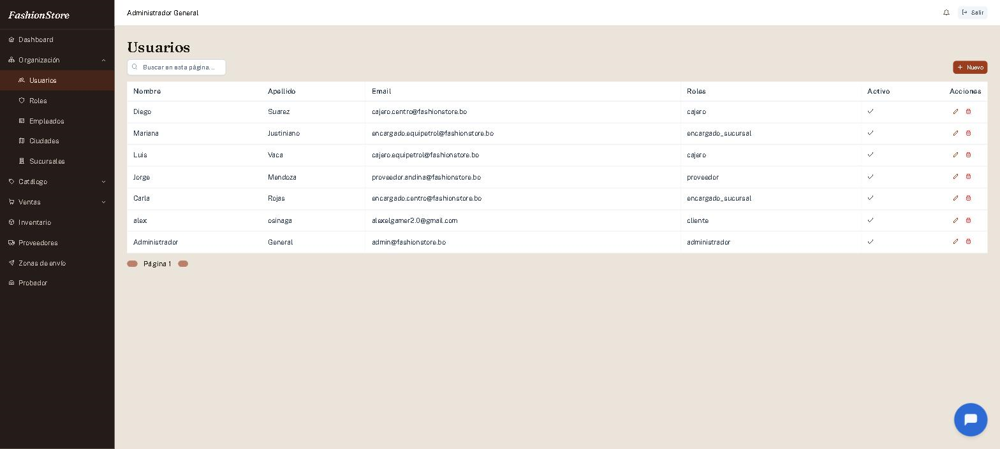 FashionStore
Administrador General
Salir
Dashboard
Organización
Usuarios
Roles
Empleados
Ciudades
Sucursales
Catálogo
Ventas
Inventario
Proveedores
Zonas de envío
Probador
Usuarios
Buscar en esta página...
Nuevo
Nombre Apellido Email Roles Activo Acciones
Diego Suarez cajero.centro@fashionstore.bo cajero
Mariana Justiniano encargado.equipetrol@fashionstore.bo encargado_sucursal
Luis Vaca cajero.equipetrol@fashionstore.bo cajero
Jorge Mendoza proveedor.andina@fashionstore.bo proveedor
Carla Rojas encargado.centro@fashionstore.bo encargado_sucursal
alex osinaga alexelgamer2.0@gmail.com cliente
Administrador General admin@fashionstore.bo administrador
Página 1